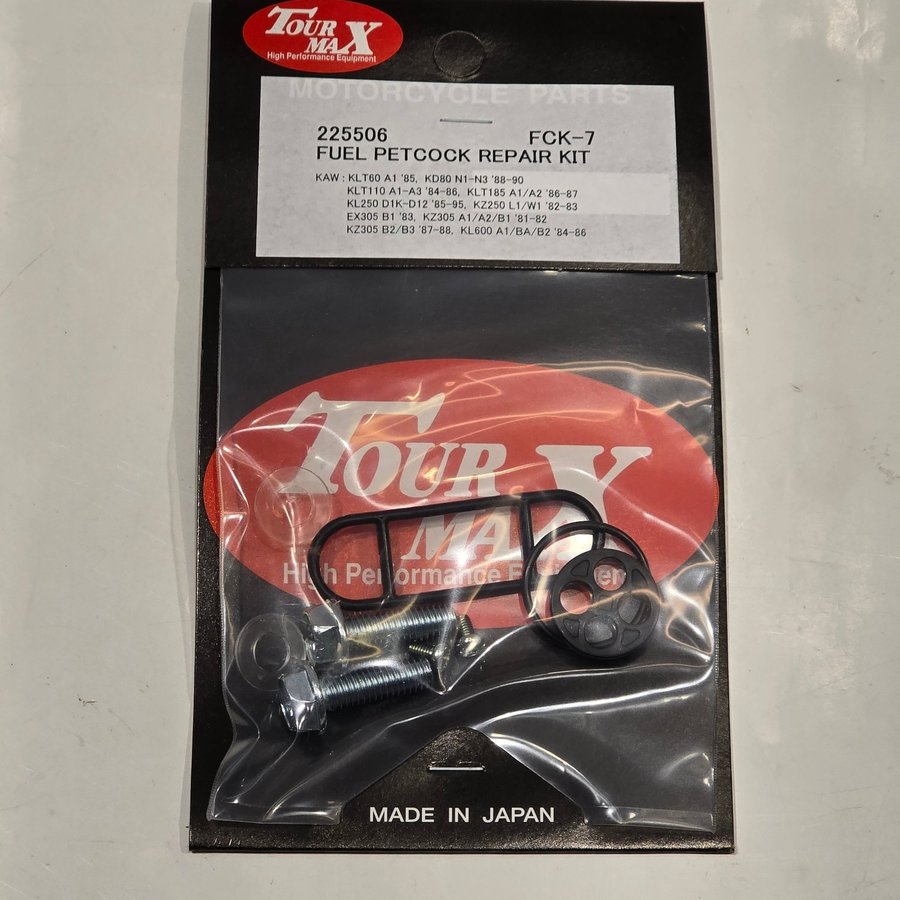 TOUR
MAX
High Performance Equipment
MOTORCYCLE PARTS
225506 FCK-7
FUEL PETCOCK REPAIR KIT
KAW : KLT60 A1 '85, KD80 N1-N3 '88-90
KLT110 A1-A3 '84-86, KLT185 A1/A2 '86-87
KL250 D1K-D12 '85-95, KZ250 L1/W1 '82-83
EX305 B1 '83, KZ305 A1/A2/B1 '81-82
KZ305 B2/B3 '87-88, KL600 A1/BA/B2 '84-86
TOUR
MAX
High Performance Equipment
MADE IN JAPAN